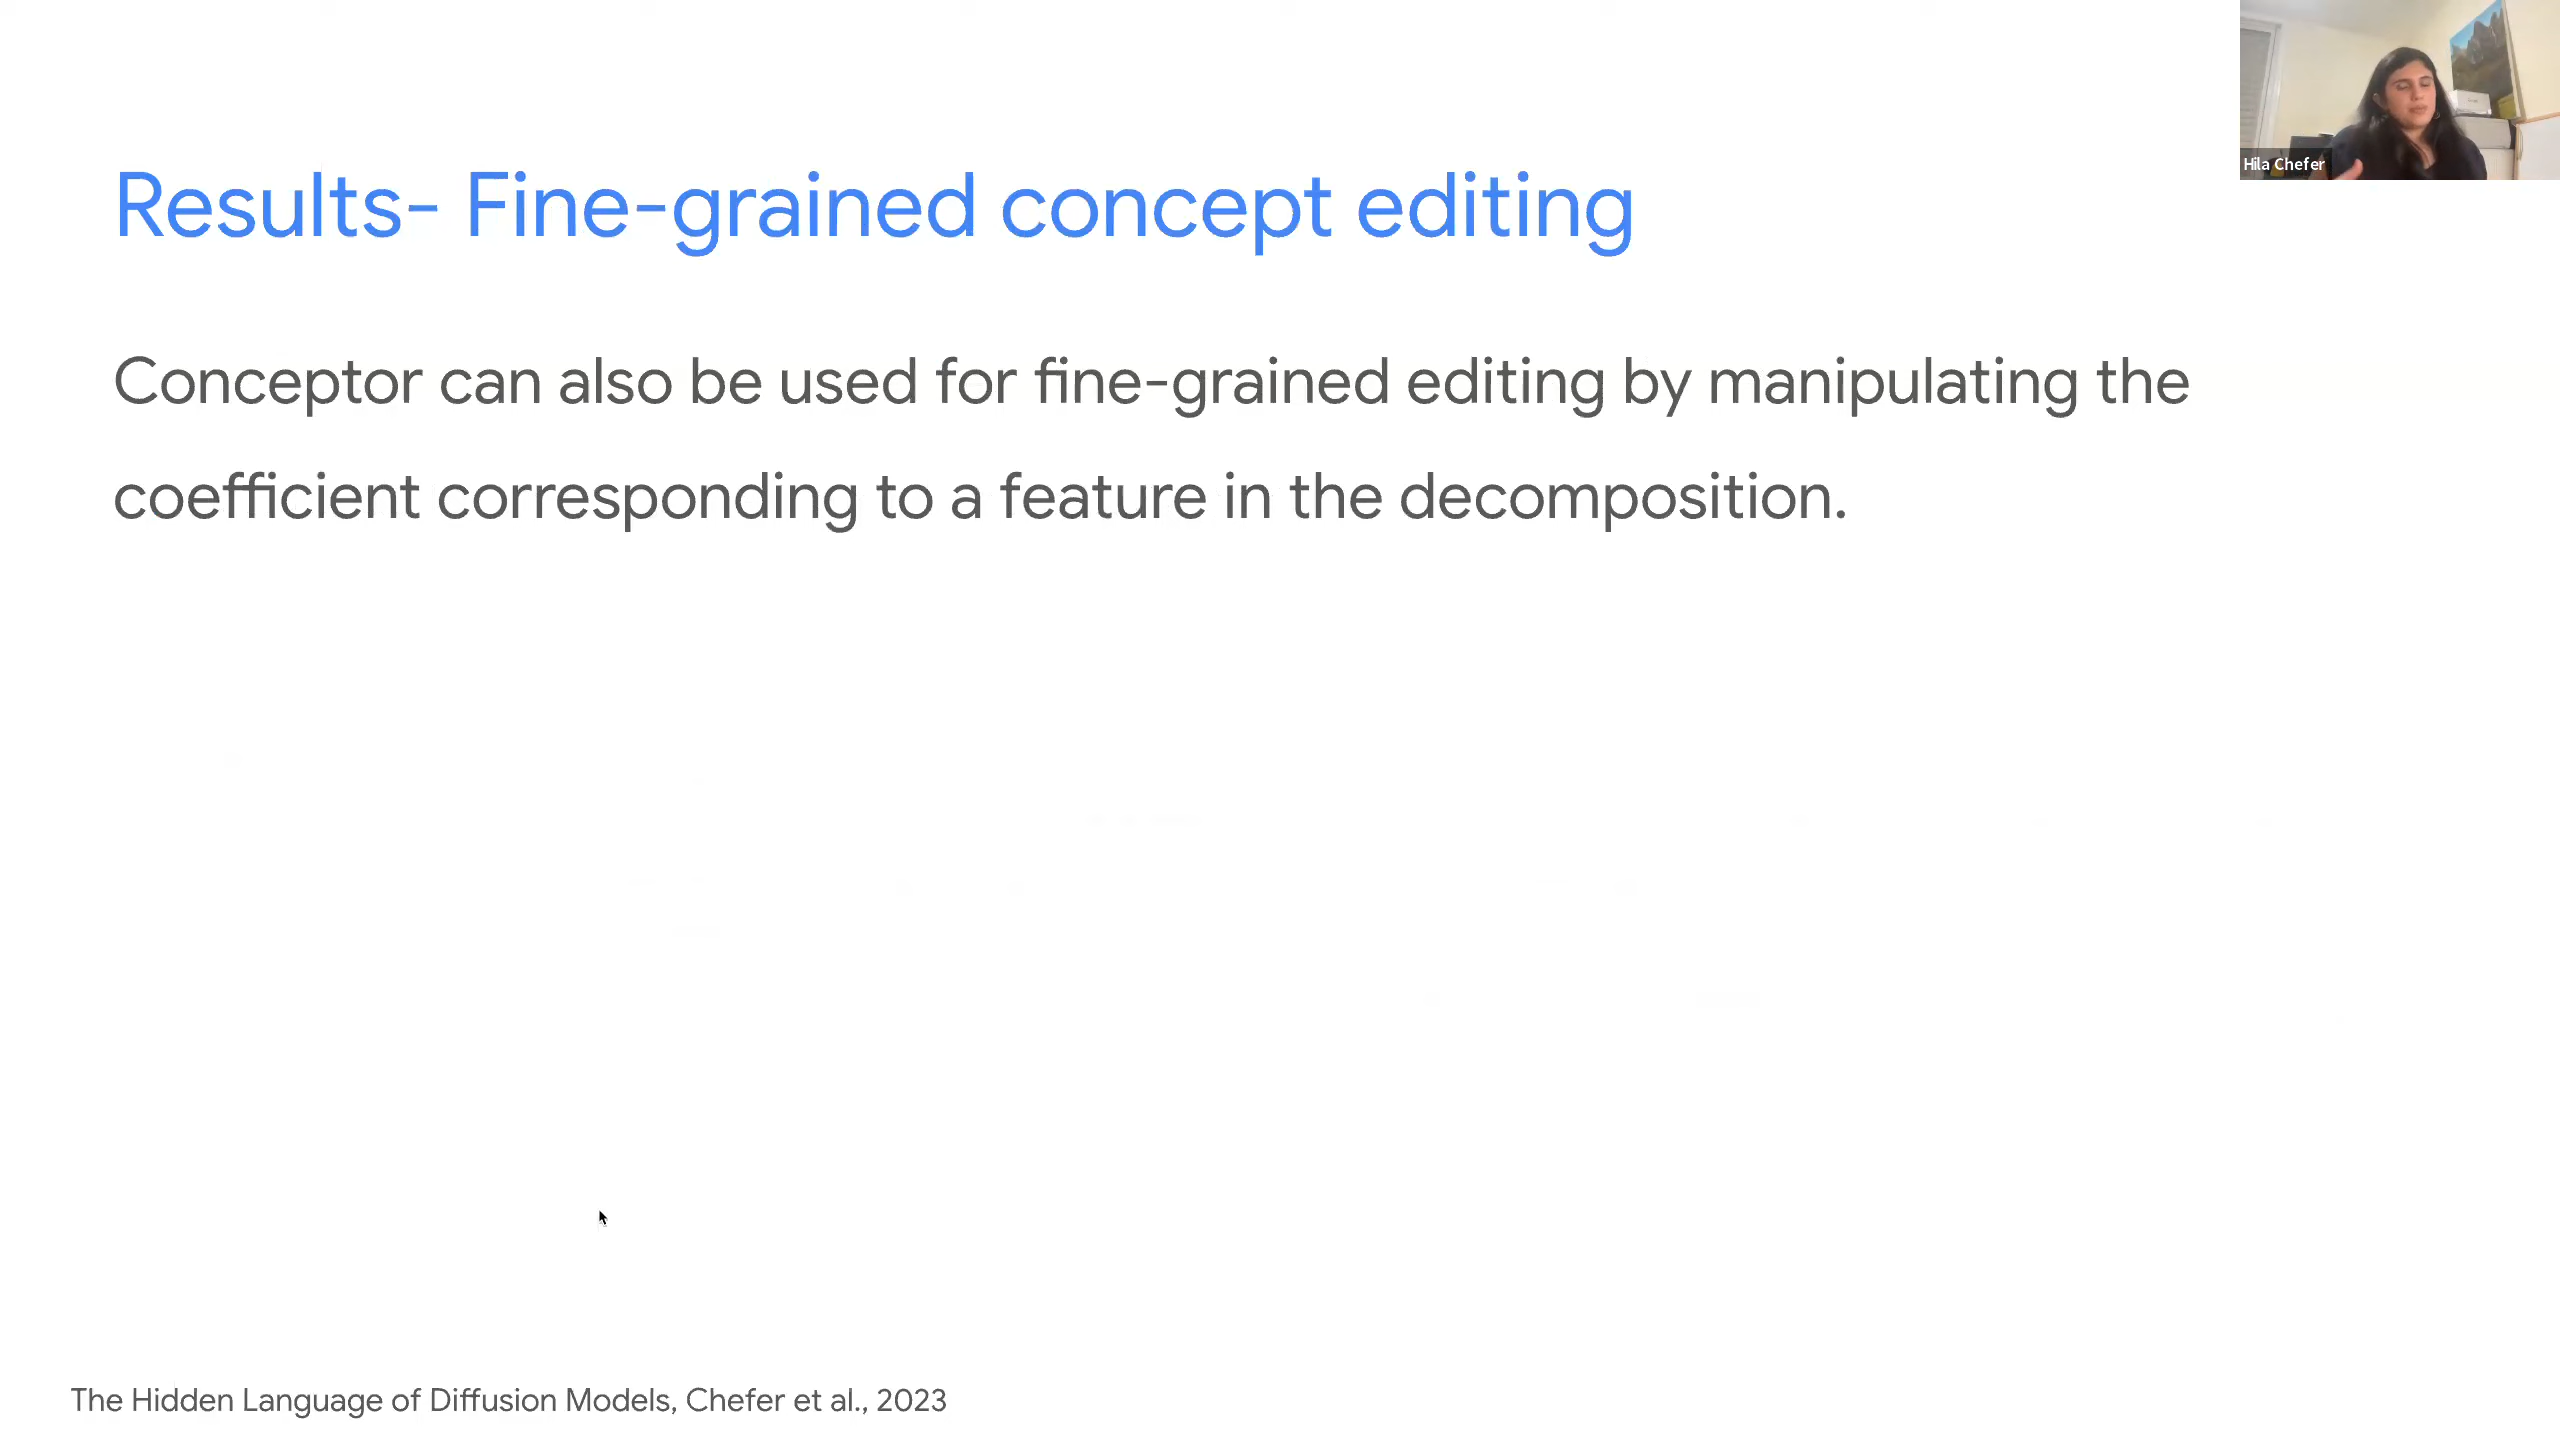 Hila Chefer
Results- Fine-grained concept editing
Conceptor can also be used for fine-grained editing by manipulating the
coefficient corresponding to a feature in the decomposition.
The Hidden Language of Diffusion Models, Chefer et al., 2023